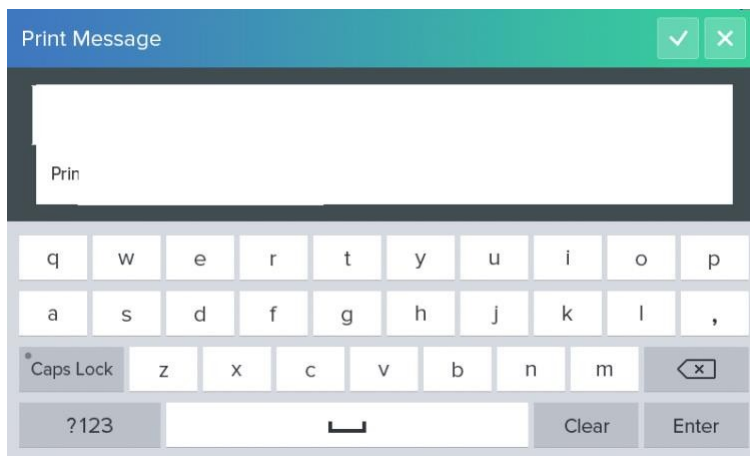 Print Message
Prin
q w e r t y u i o p
a s d f g h j k l ,
Caps Lock z x c v b n m
?123 Clear Enter